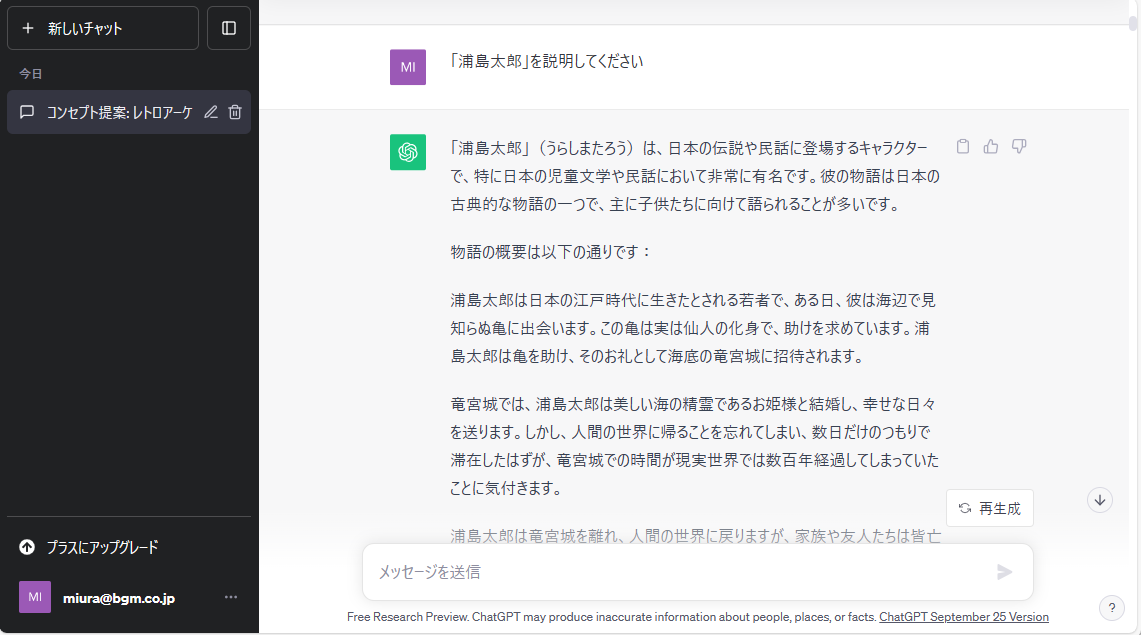 新しいチャット
今日
コンセプト提案: レトロアーケ
プラスにアップグレード
MI
miura@bgm.co.jp
MI
「浦島太郎」を説明してください
「浦島太郎」（うらしまたろう）は、日本の伝説や民話に登場するキャラクター
で、特に日本の児童文学や民話において非常に有名です。彼の物語は日本の
古典的な物語の一つで、主に子供たちに向けて語られることが多いです。
物語の概要は以下の通りです：
浦島太郎は日本の江戸時代に生きたとされる若者で、ある日、彼は海辺で見
知らぬ亀に出会います。この亀は実は仙人の化身で、助けを求めています。浦
島太郎は亀を助け、そのお礼として海底の竜宮城に招待されます。
竜宮城では、浦島太郎は美しい海の精霊であるお姫様と結婚し、幸せな日々
を送ります。しかし、人間の世界に帰ることを忘れてしまい、数日だけのつもりで
滞在したはずが、竜宮城での時間が現実世界では数百年経過してしまっていた
ことに気付きます。
再生成
浦島太郎は竜宮城を離れ、人間の世界に戻りますが、家族や友人たちは皆亡
メッセージを送信
Free Research Preview. ChatGPT may produce inaccurate information about people, places, or facts. ChatGPT September 25 Version
?